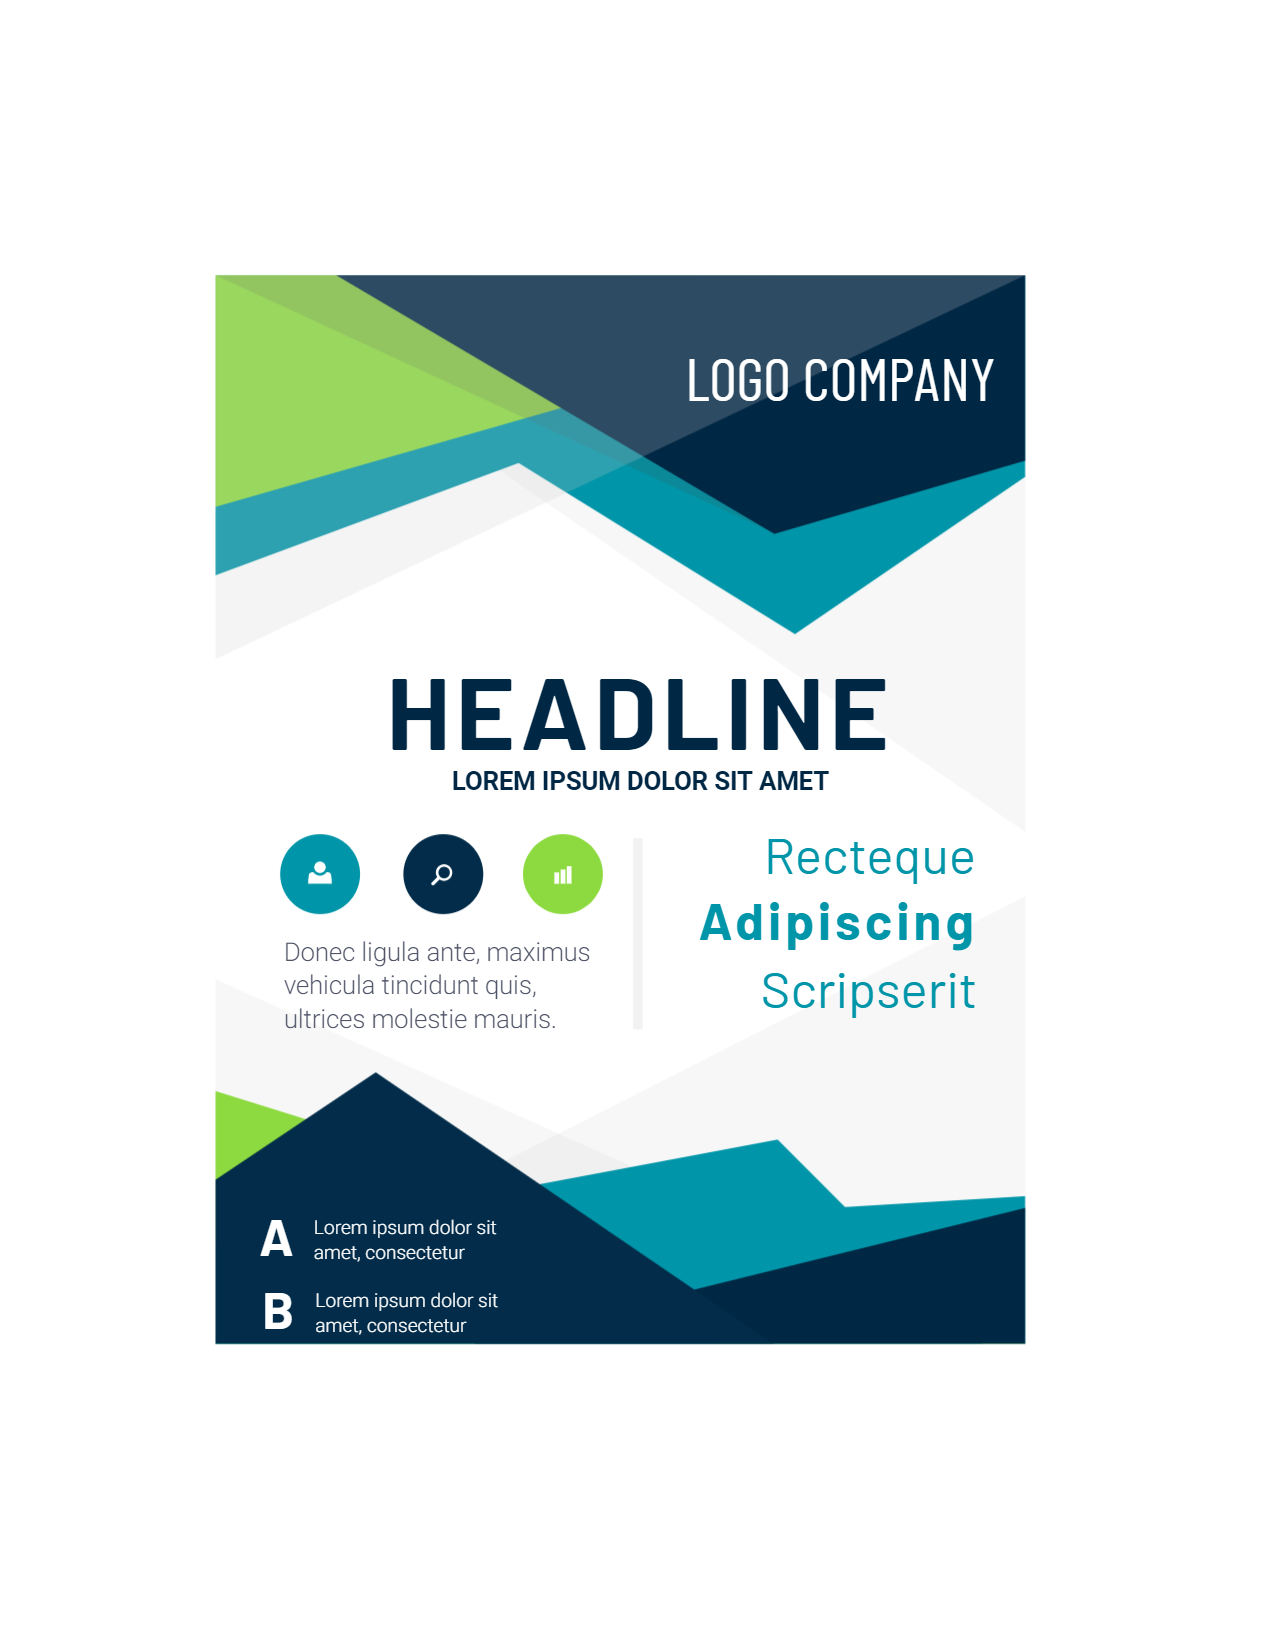 LOGO COMPANY
HEADLINE
LOREM IPSUM DOLOR SIT AMET
Donec ligula ante, maximus
vehicula tincidunt quis,
ultrices molestie mauris.
Recteque
Adipiscing
Scripserit
A Lorem ipsum dolor sit
amet, consectetur
B Lorem ipsum dolor sit
amet, consectetur